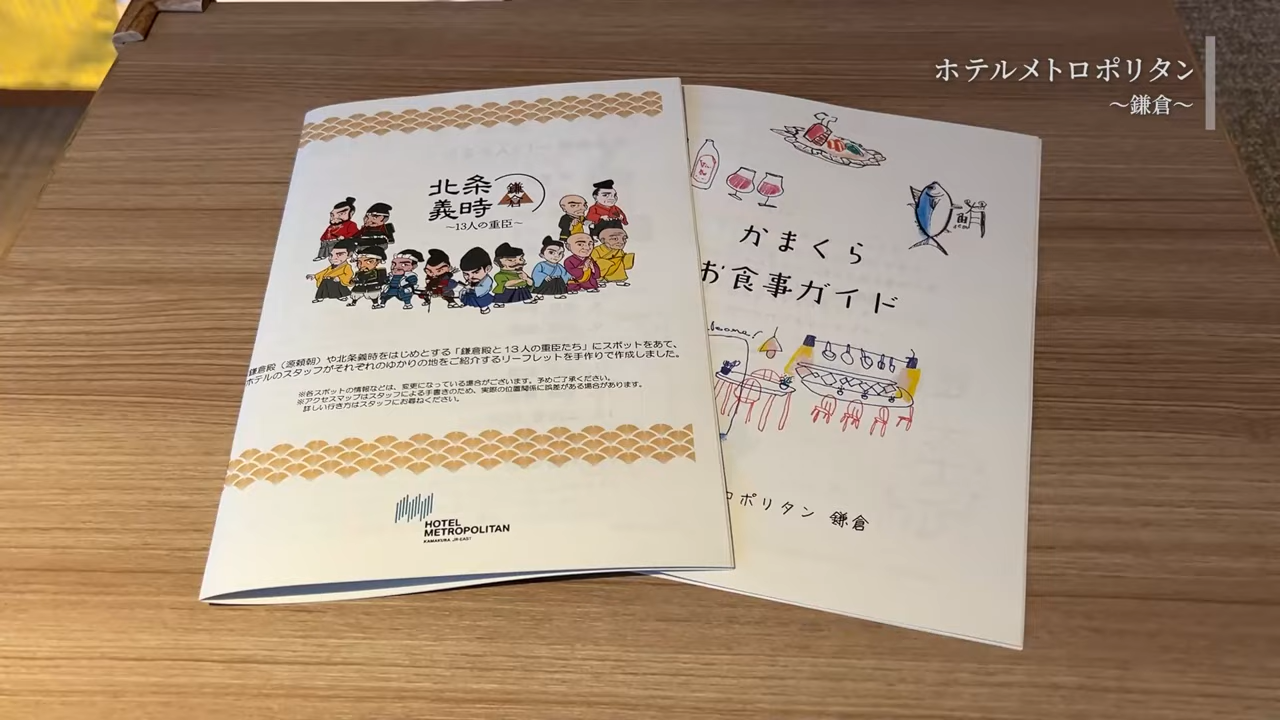 ホテルメトロポリタン
～鎌倉～
北条
義時
鎌倉
～13人の重臣～
鎌倉殿（源頼朝）や北条義時をはじめとする「鎌倉殿と13人の重臣たち」にスポットをあて、
ホテルのスタッフがそれぞれのゆかりの地をご紹介するリーフレットを手作りで作成しました。
※各スポットの情報などは、変更になっている場合がございます。予めご了承ください。
※アクセスマップはスタッフによる手書きのため、実際の位置関係に誤差がある場合があります。
詳しい行き方はスタッフにお尋ねください。
HOTEL
METROPOLITAN
KAMAKURA JR-EAST
かまくら
お食事ガイド
ロポリタン 鎌倉